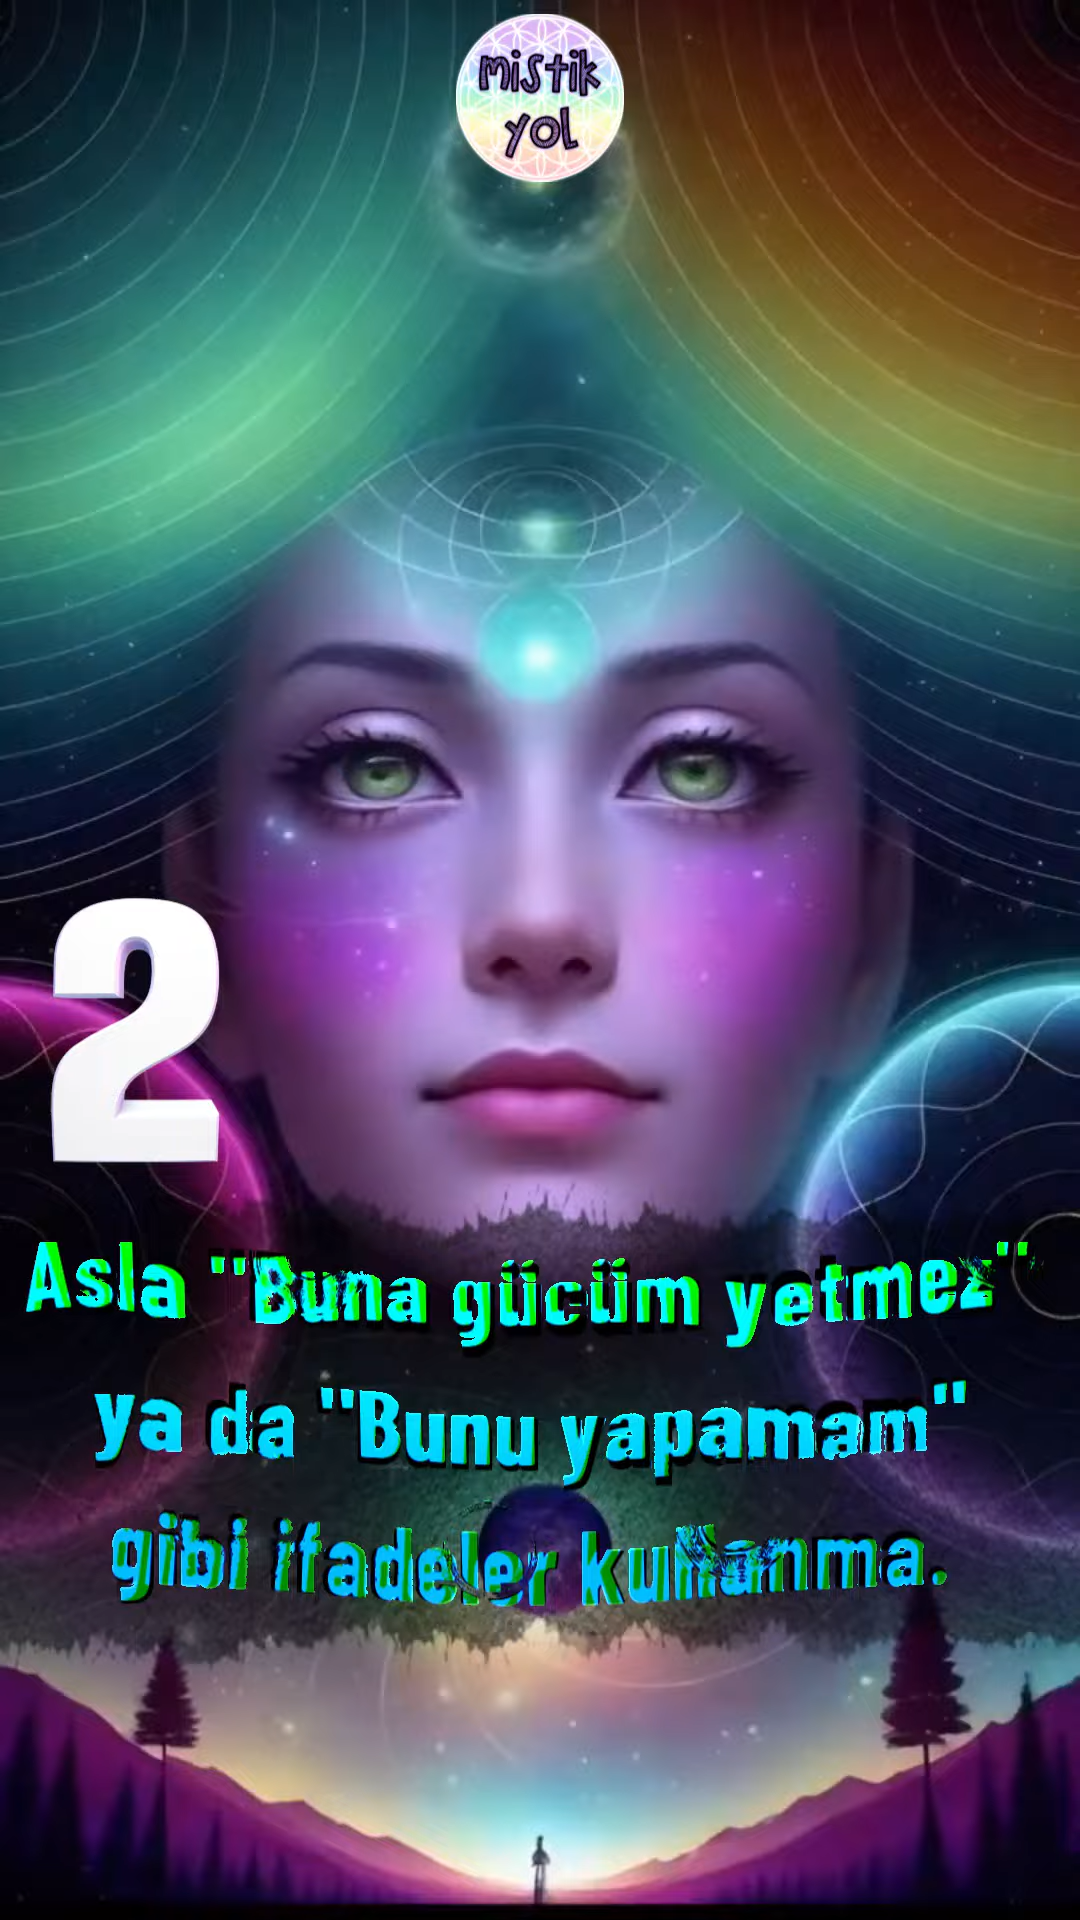 mistik
yol
2
Asla "Buna gücüm yetmez"
ya da "Bunu yapamam"
gibi ifadeler kullanma.